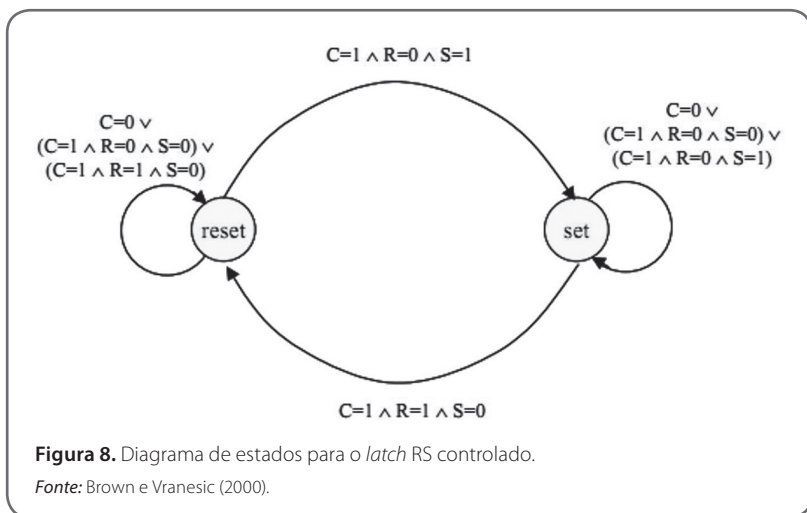 C=1 ∧ R=0 ∧ S=1
C=0 ∨
(C=1 ∧ R=0 ∧ S=0) ∨
(C=1 ∧ R=1 ∧ S=0)
C=0 ∨
(C=1 ∧ R=0 ∧ S=0) ∨
(C=1 ∧ R=0 ∧ S=1)
reset
set
C=1 ∧ R=1 ∧ S=0
Figura 8. Diagrama de estados para o latch RS controlado.
Fonte: Brown e Vranesic (2000).